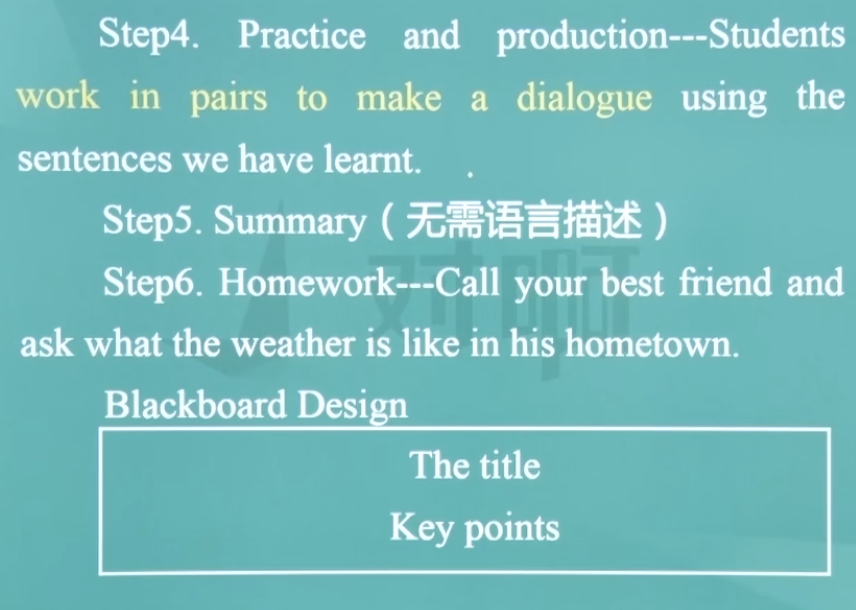 Step4. Practice and production---Students
work in pairs to make a dialogue using the
sentences we have learnt. .
Step5. Summary（无需语言描述）
Step6. Homework---Call your best friend and
ask what the weather is like in his hometown.
Blackboard Design
The title
Key points
对啊